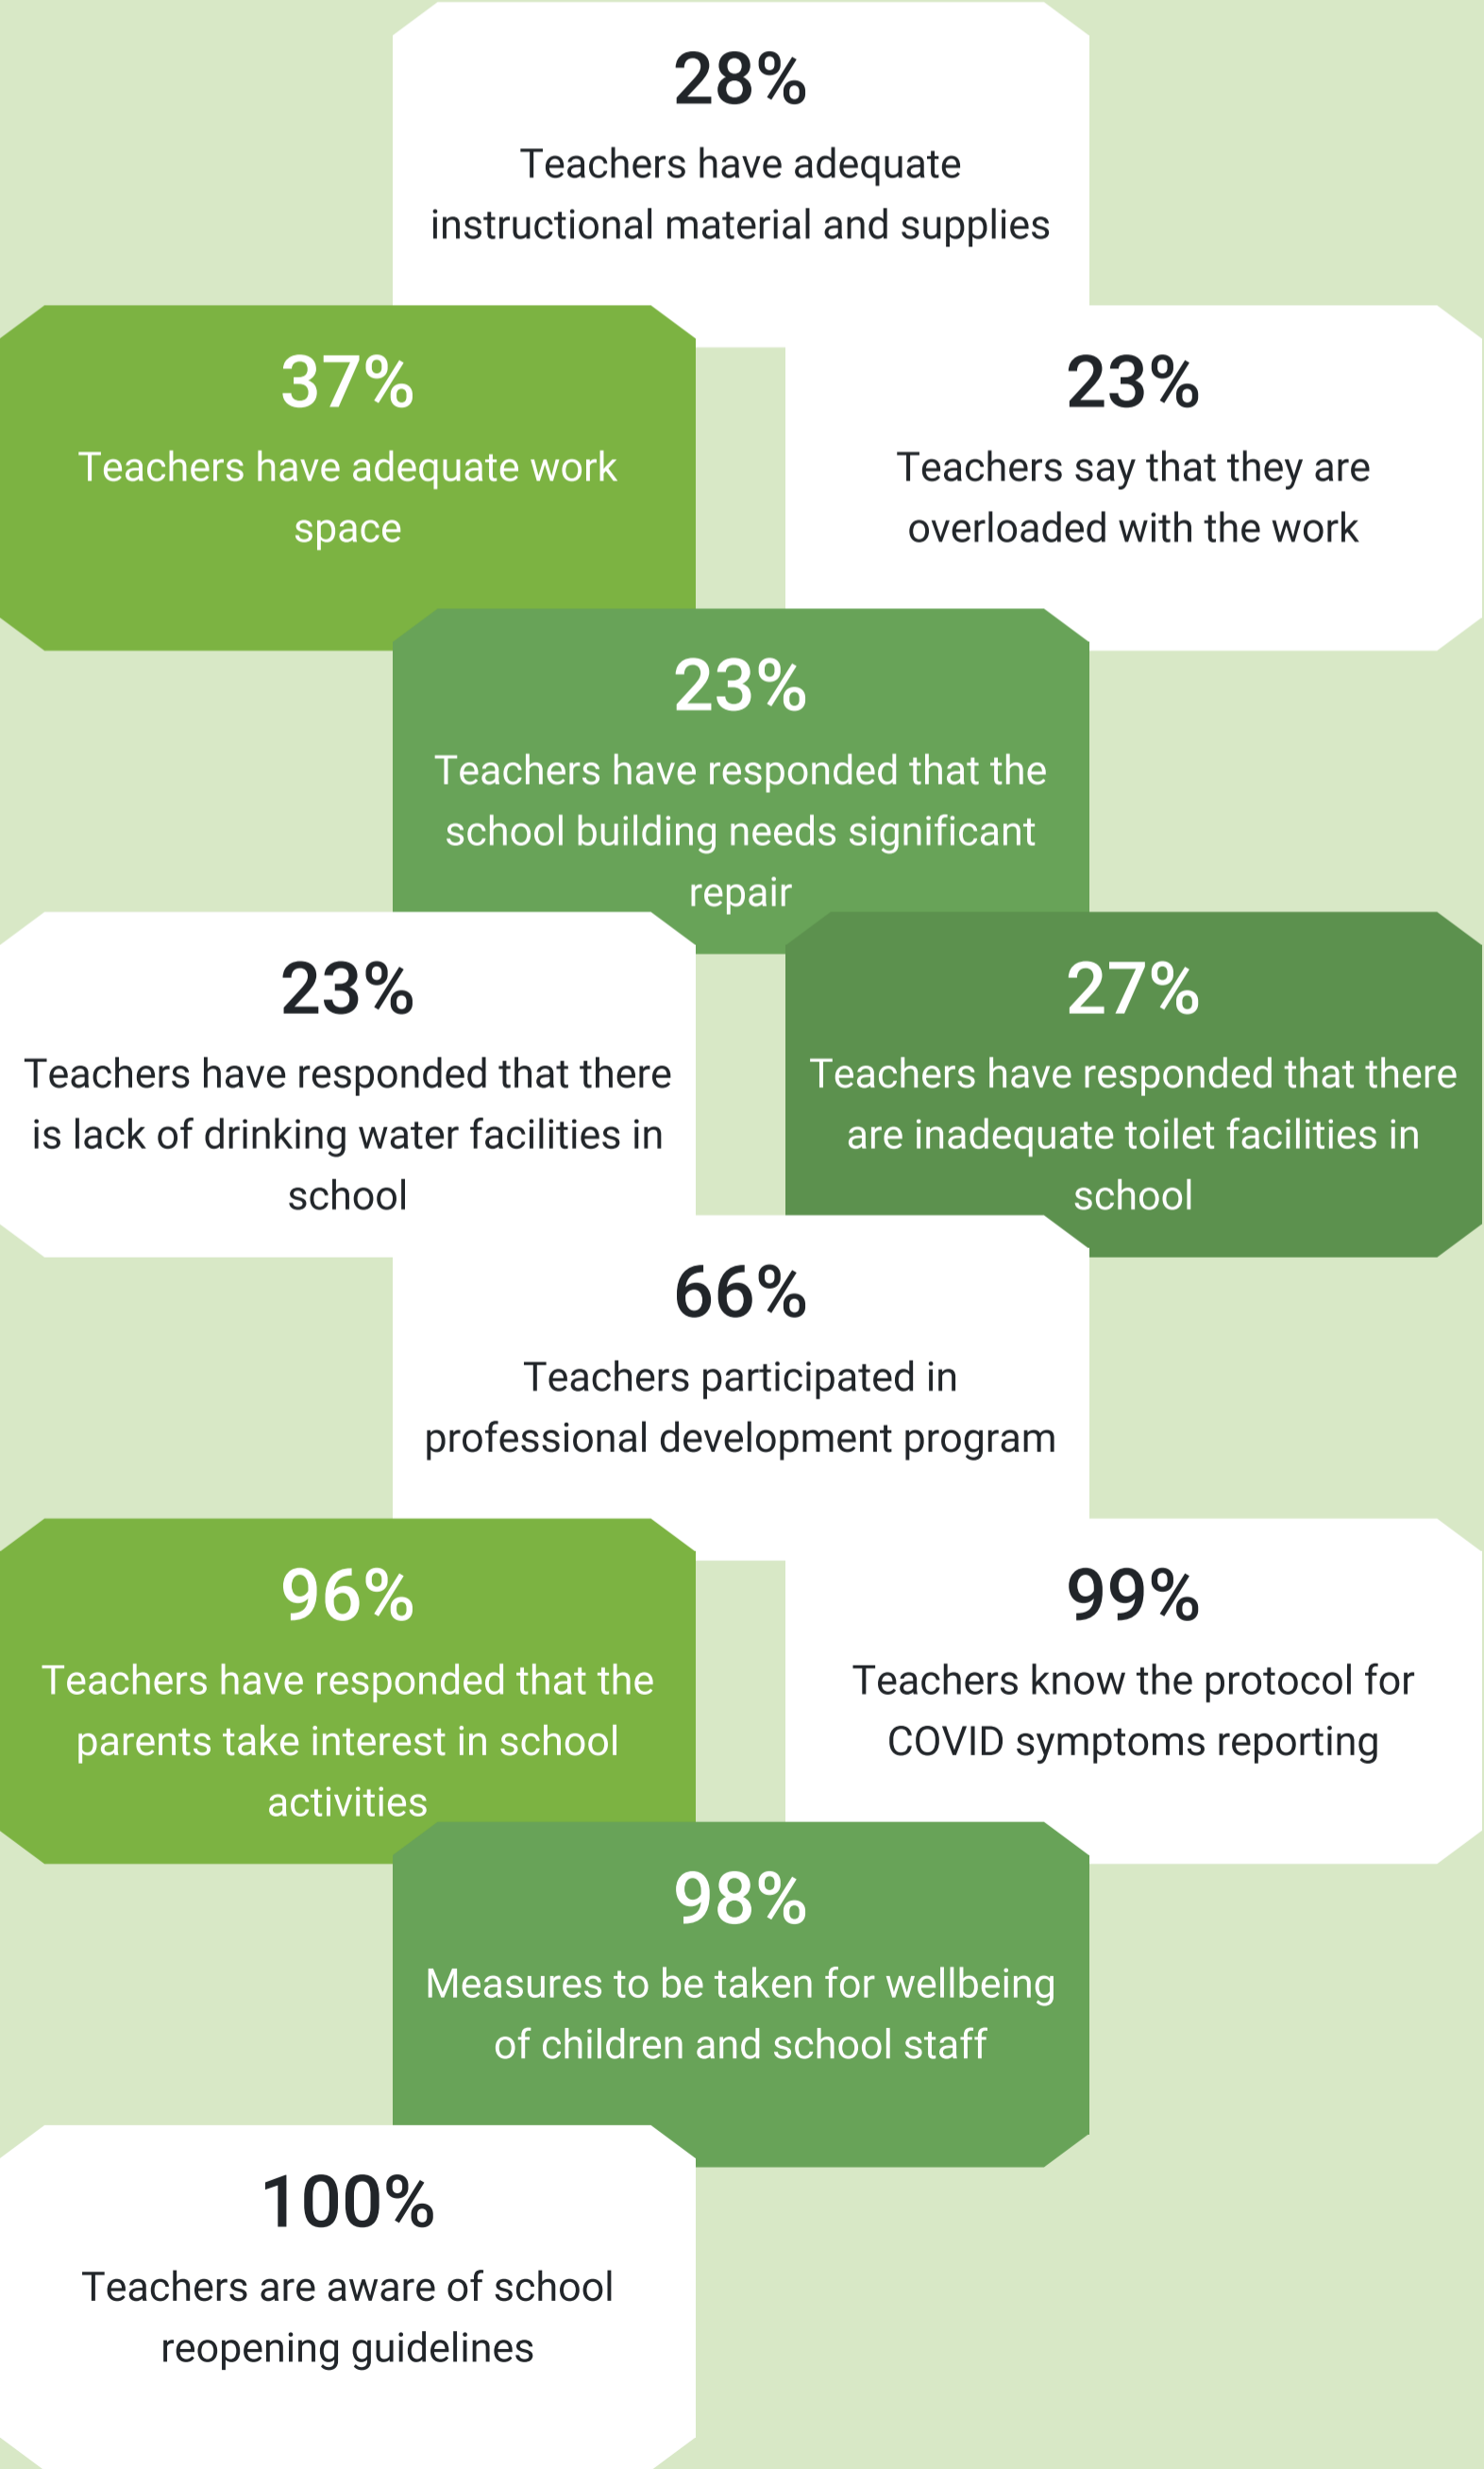 28%
Teachers have adequate
instructional material and supplies
37%
Teachers have adequate work
space
23%
Teachers say that they are
overloaded with the work
23%
Teachers have responded that the
school building needs significant
repair
23%
Teachers have responded that there
is lack of drinking water facilities in
school
27%
Teachers have responded that there
are inadequate toilet facilities in
school
66%
Teachers participated in
professional development program
96%
Teachers have responded that the
parents take interest in school
activities
99%
Teachers know the protocol for
COVID symptoms reporting
98%
Measures to be taken for wellbeing
of children and school staff
100%
Teachers are aware of school
reopening guidelines